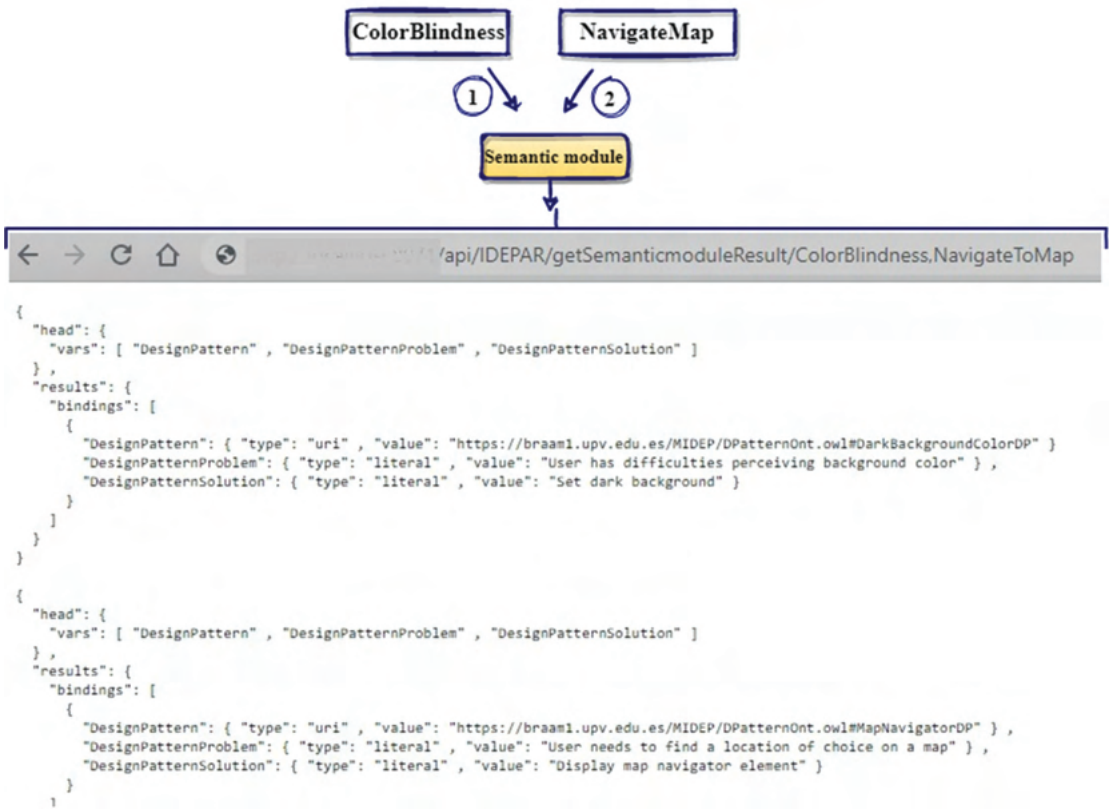 ColorBlindness NavigateMap
1 2
Semantic module
/api/IDEPAR/getSemanticmoduleResult/ColorBlindness,NavigateToMap
{
"head": {
"vars": [ "DesignPattern" , "DesignPatternProblem" , "DesignPatternSolution" ]
} ,
"results": {
"bindings": [
{
"DesignPattern": { "type": "uri" , "value": "https://braam1.upv.edu.es/MIDEP/DPatternOnt.owl#DarkBackgroundColorDP" }
"DesignPatternProblem": { "type": "literal" , "value": "User has difficulties perceiving background color" } ,
"DesignPatternSolution": { "type": "literal" , "value": "Set dark background" }
}
]
}
}
{
"head": {
"vars": [ "DesignPattern" , "DesignPatternProblem" , "DesignPatternSolution" ]
} ,
"results": {
"bindings": [
{
"DesignPattern": { "type": "uri" , "value": "https://braam1.upv.edu.es/MIDEP/DPatternOnt.owl#MapNavigatorDP" } ,
"DesignPatternProblem": { "type": "literal" , "value": "User needs to find a location of choice on a map" } ,
"DesignPatternSolution": { "type": "literal" , "value": "Display map navigator element" }
}
]